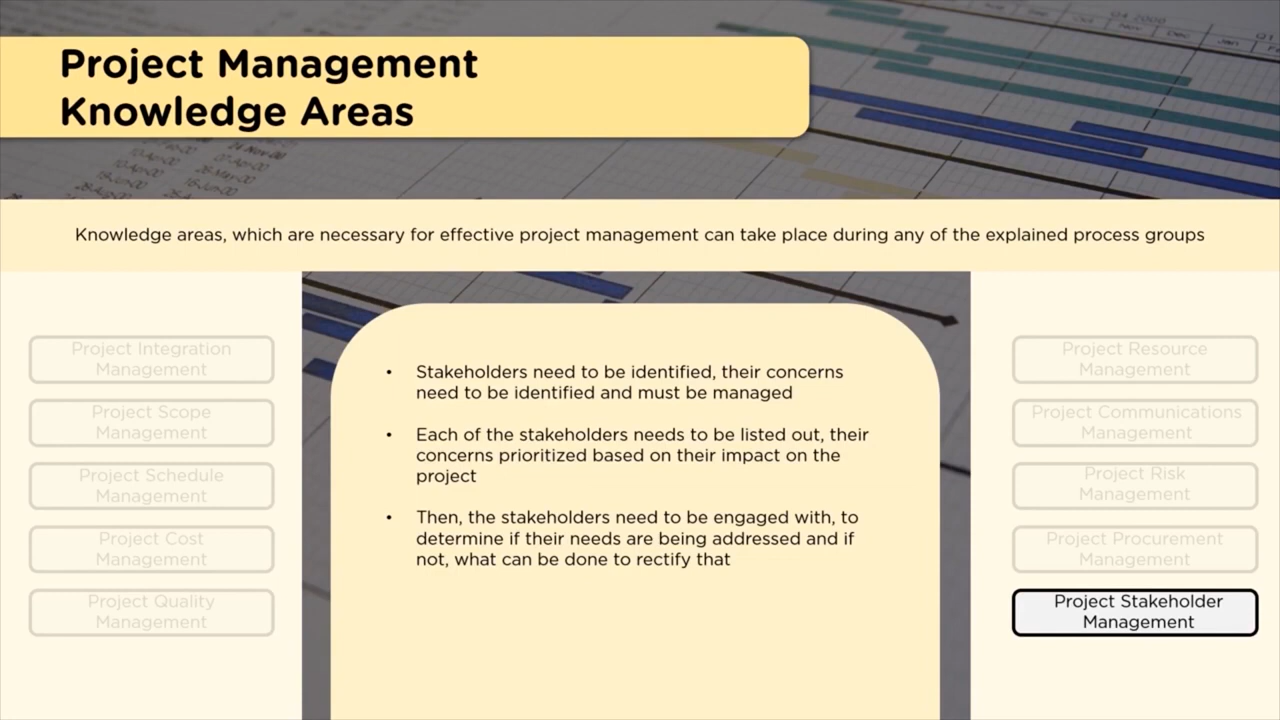 Project Management
Knowledge Areas
Knowledge areas, which are necessary for effective project management can take place during any of the explained process groups
Project Integration
Management
Project Scope
Management
Project Schedule
Management
Project Cost
Management
Project Quality
Management
• Stakeholders need to be identified, their concerns
need to be identified and must be managed
• Each of the stakeholders needs to be listed out, their
concerns prioritized based on their impact on the
project
• Then, the stakeholders need to be engaged with, to
determine if their needs are being addressed and if
not, what can be done to rectify that
Project Resource
Management
Project Communications
Management
Project Risk
Management
Project Procurement
Management
Project Stakeholder
Management